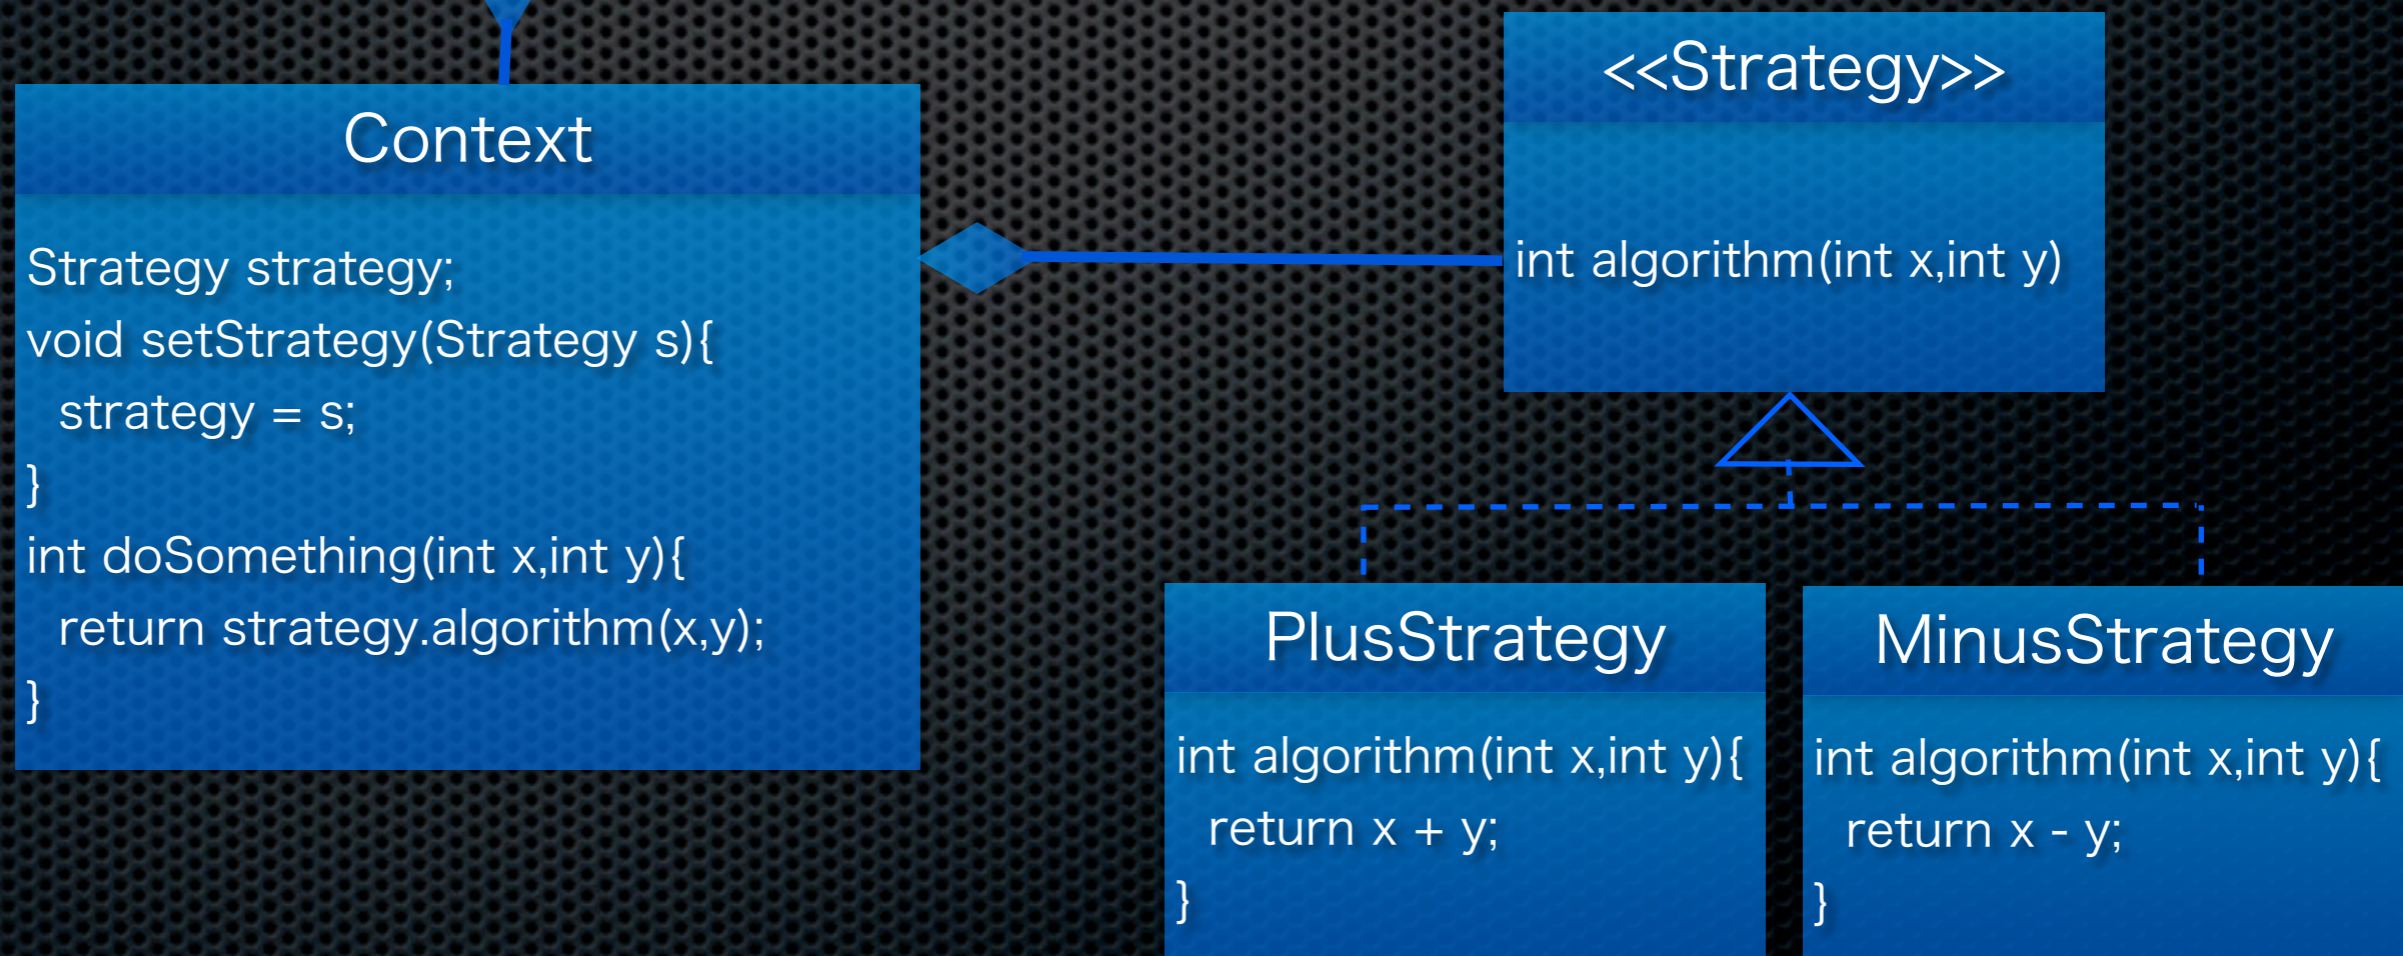 Context
Strategy strategy;
void setStrategy(Strategy s){
strategy = s;
}
int doSomething(int x,int y){
return strategy.algorithm(x,y);
}
<<Strategy>>
int algorithm(int x,int y)
PlusStrategy
int algorithm(int x,int y){
return x + y;
}
MinusStrategy
int algorithm(int x,int y){
return x - y;
}